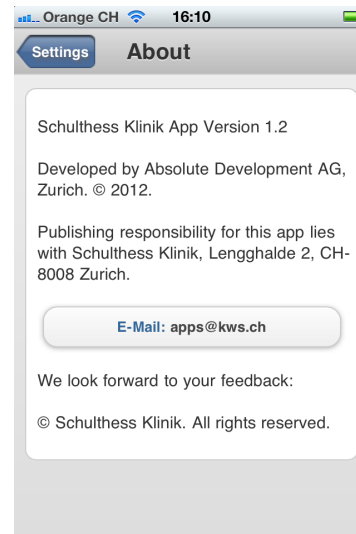 Orange CH 16:10
Settings About
Schulthess Klinik App Version 1.2
Developed by Absolute Development AG,
Zurich. © 2012.
Publishing responsibility for this app lies
with Schulthess Klinik, Lengghalde 2, CH-
8008 Zurich.
E-Mail: apps@kws.ch
We look forward to your feedback:
© Schulthess Klinik. All rights reserved.